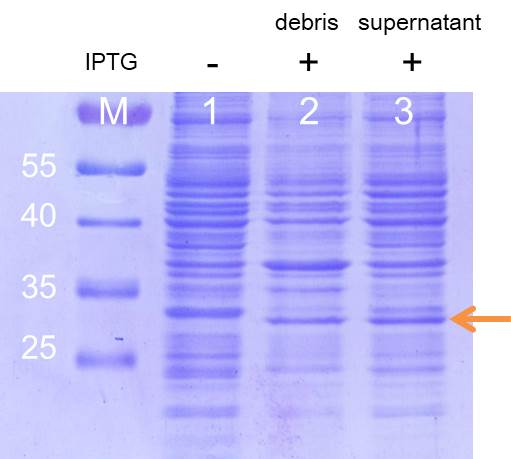 debris supernatant
IPTG - + +
M 1 2 3
55
40
35
25